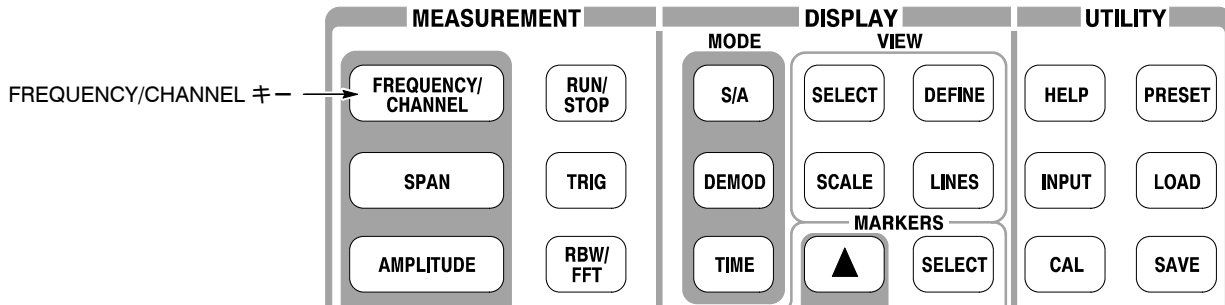 MEASUREMENT DISPLAY UTILITY
MODE VIEW
FREQUENCY/CHANNEL キー
FREQUENCY/
CHANNEL
RUN/
STOP
S/A
SELECT
DEFINE
HELP
PRESET
SPAN
TRIG
DEMOD
SCALE
LINES
INPUT
LOAD
MARKERS
AMPLITUDE
RBW/
FFT
TIME
SELECT
CAL
SAVE